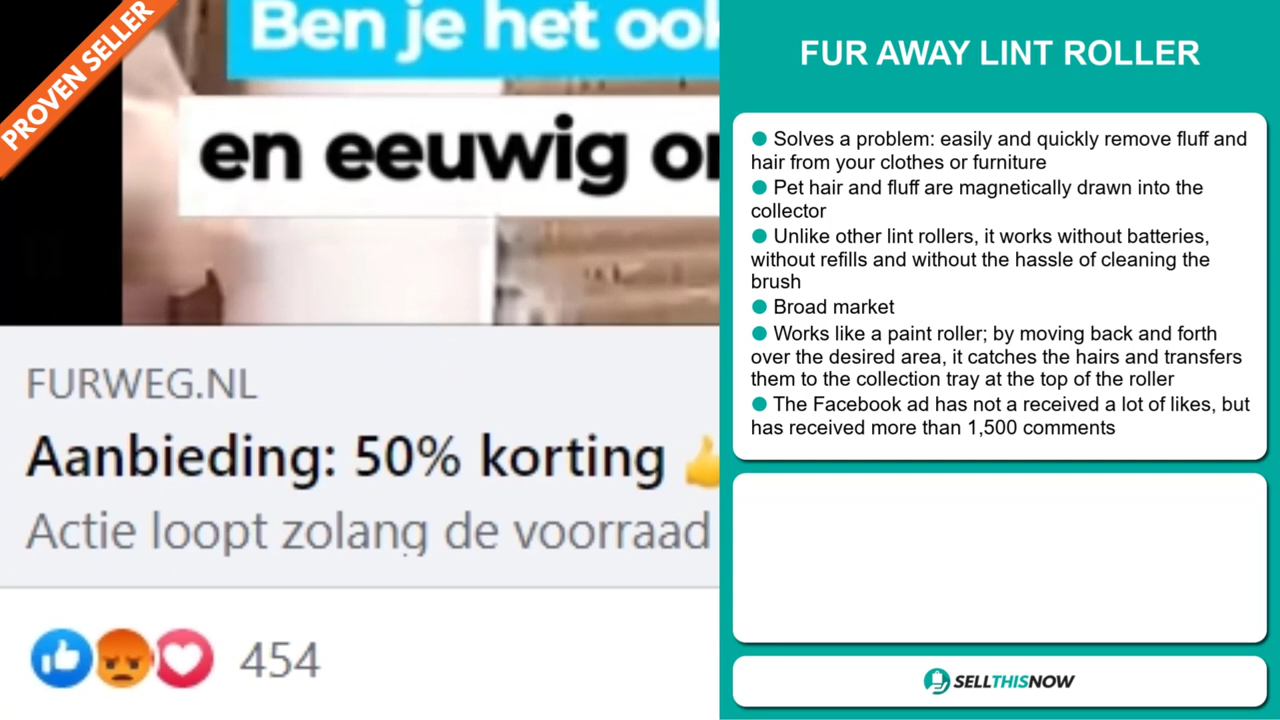 PROVEN SELLER
Ben je het ook
en eeuwig
FURWEG.NL
Aanbieding: 50% korting 👍
Actie loopt zolang de voorraad
454
FUR AWAY LINT ROLLER
● Solves a problem: easily and quickly remove fluff and
hair from your clothes or furniture
● Pet hair and fluff are magnetically drawn into the
collector
● Unlike other lint rollers, it works without batteries,
without refills and without the hassle of cleaning the
brush
● Broad market
● Works like a paint roller; by moving back and forth
over the desired area, it catches the hairs and transfers
them to the collection tray at the top of the roller
● The Facebook ad has not a received a lot of likes, but
has received more than 1,500 comments
SELLTHISNOW